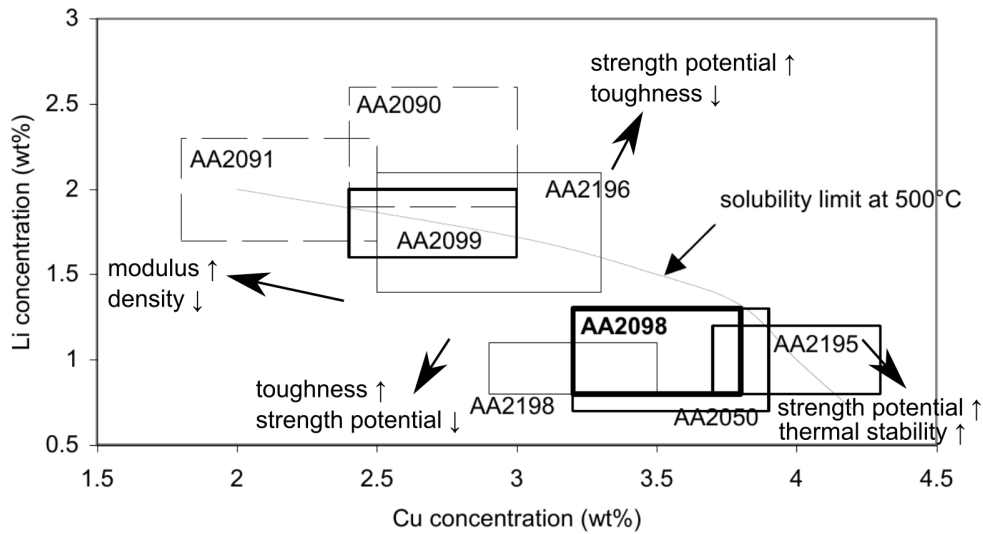 3
strength potential ↑
toughness ↓
2.5
AA2090
AA2091
2
AA2196
solubility limit at 500°C
AA2099
Li concentration (wt%)
modulus ↑
density ↓
1.5
AA2098
AA2195
1
toughness ↑
strength potential ↓
AA2198
AA2050
strength potential ↑
thermal stability ↑
0.5
1.5 2 2.5 3 3.5 4 4.5
Cu concentration (wt%)